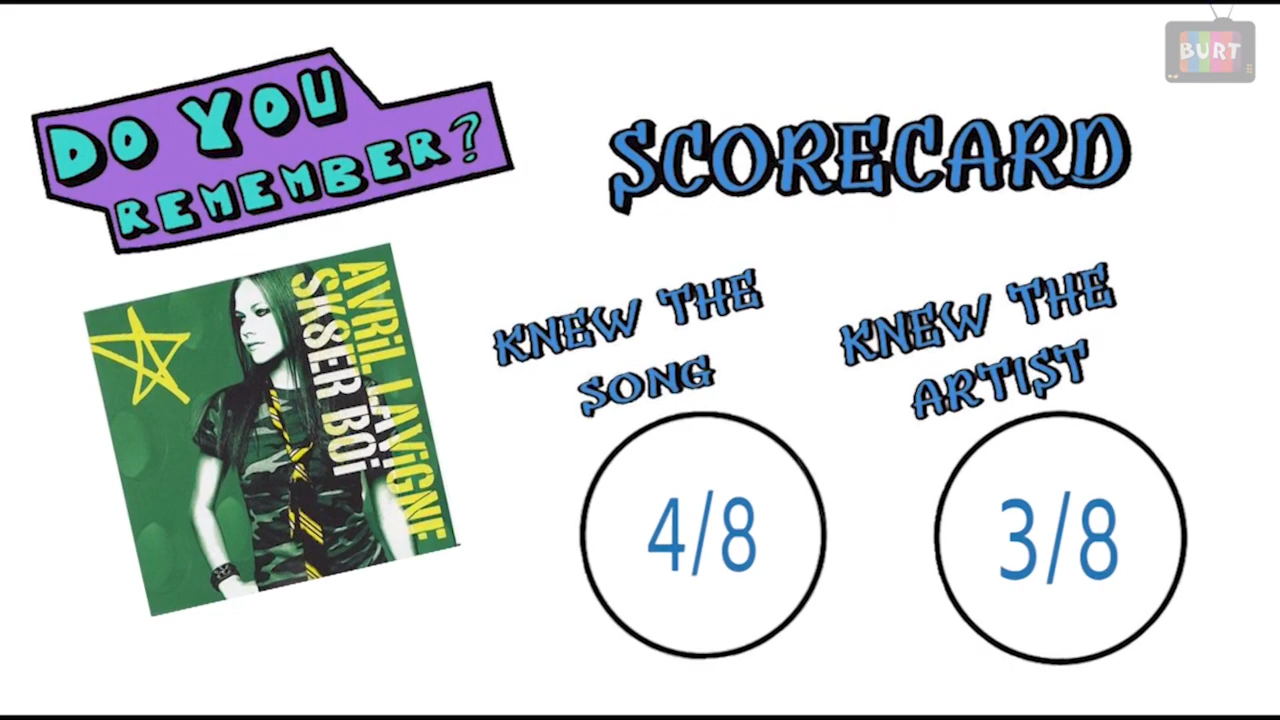 DO YOU
REMEMBER?
SCORECARD
BURT
AVRiL LAViGNE
SK8ER BOi
KNEW THE
SONG
4/8
KNEW THE
ARTIST
3/8